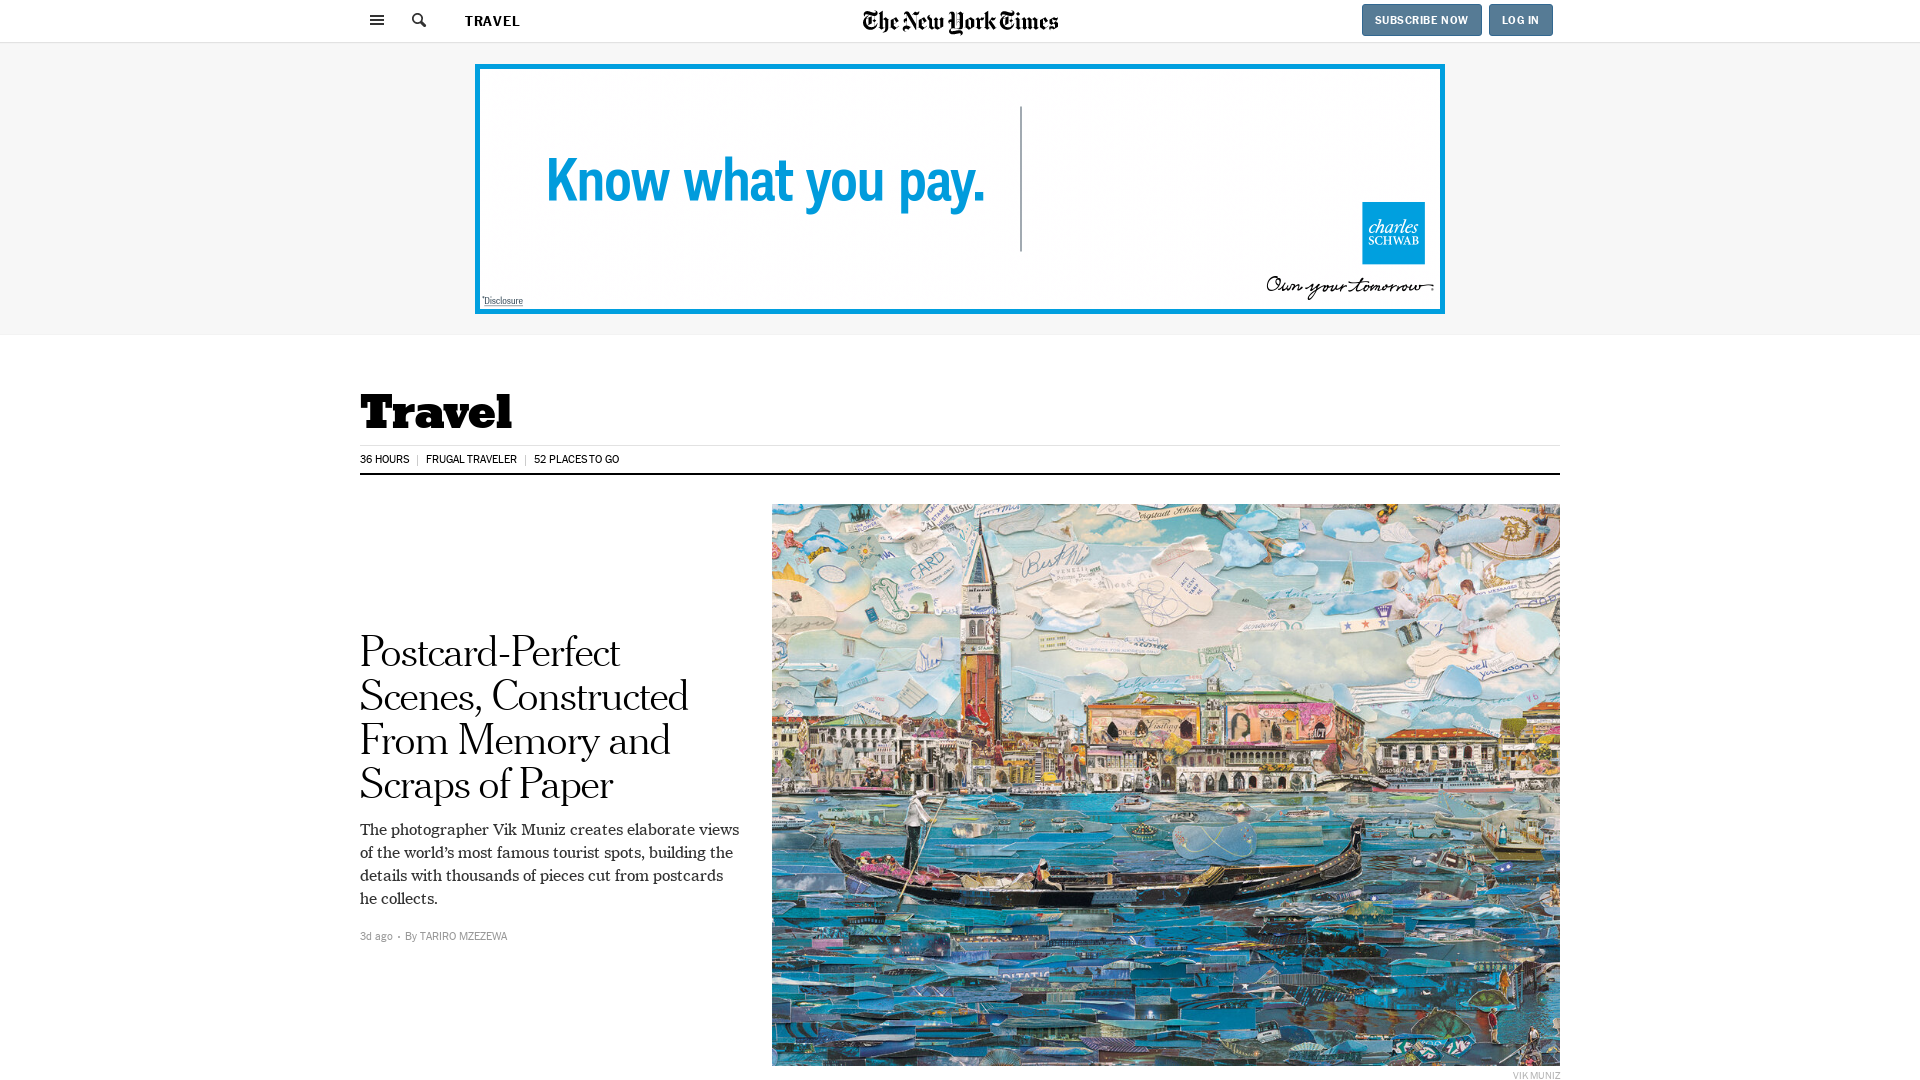 TRAVEL
The New York Times
SUBSCRIBE NOW
LOG IN
Know what you pay.
charles
SCHWAB
Own your tomorrow
*Disclosure
Travel
36 HOURS
FRUGAL TRAVELER
52 PLACES TO GO
Postcard-Perfect
Scenes, Constructed
From Memory and
Scraps of Paper
The photographer Vik Muniz creates elaborate views
of the world’s most famous tourist spots, building the
details with thousands of pieces cut from postcards
he collects.
3d ago · By TARIRO MZEZEWA
CARD
VIK MUNIZ